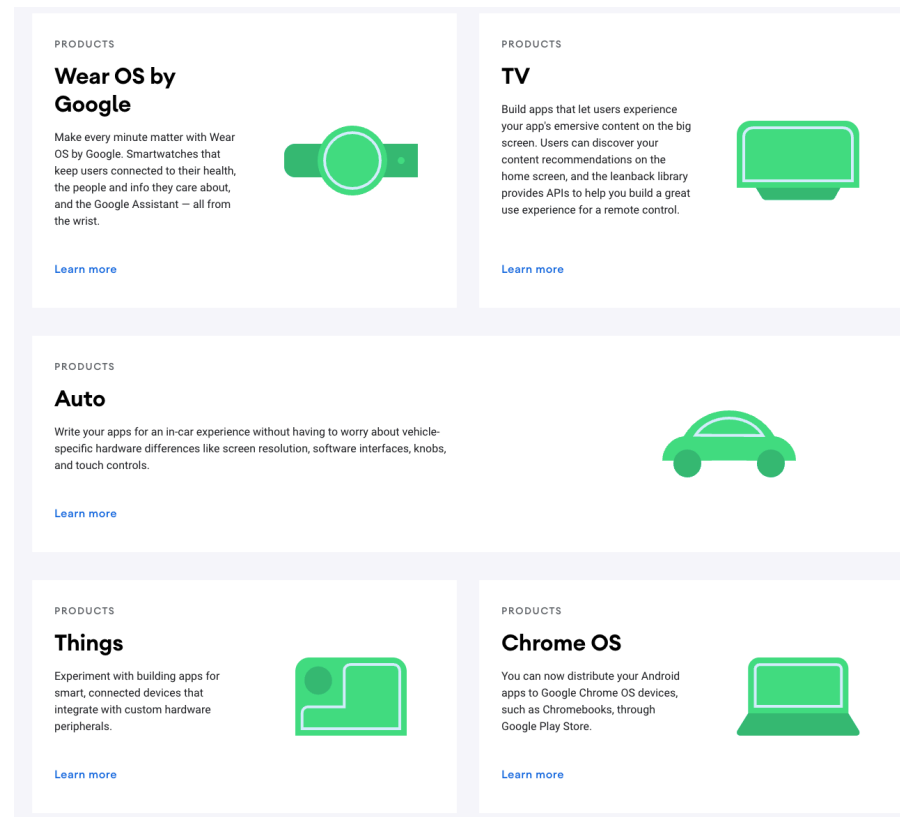 PRODUCTS
Wear OS by
Google
Make every minute matter with Wear
OS by Google. Smartwatches that
keep users connected to their health,
the people and info they care about,
and the Google Assistant — all from
the wrist.
Learn more
PRODUCTS
TV
Build apps that let users experience
your app's emersive content on the big
screen. Users can discover your
content recommendations on the
home screen, and the leanback library
provides APIs to help you build a great
use experience for a remote control.
Learn more
PRODUCTS
Auto
Write your apps for an in-car experience without having to worry about vehicle-
specific hardware differences like screen resolution, software interfaces, knobs,
and touch controls.
Learn more
PRODUCTS
Things
Experiment with building apps for
smart, connected devices that
integrate with custom hardware
peripherals.
Learn more
PRODUCTS
Chrome OS
You can now distribute your Android
apps to Google Chrome OS devices,
such as Chromebooks, through
Google Play Store.
Learn more